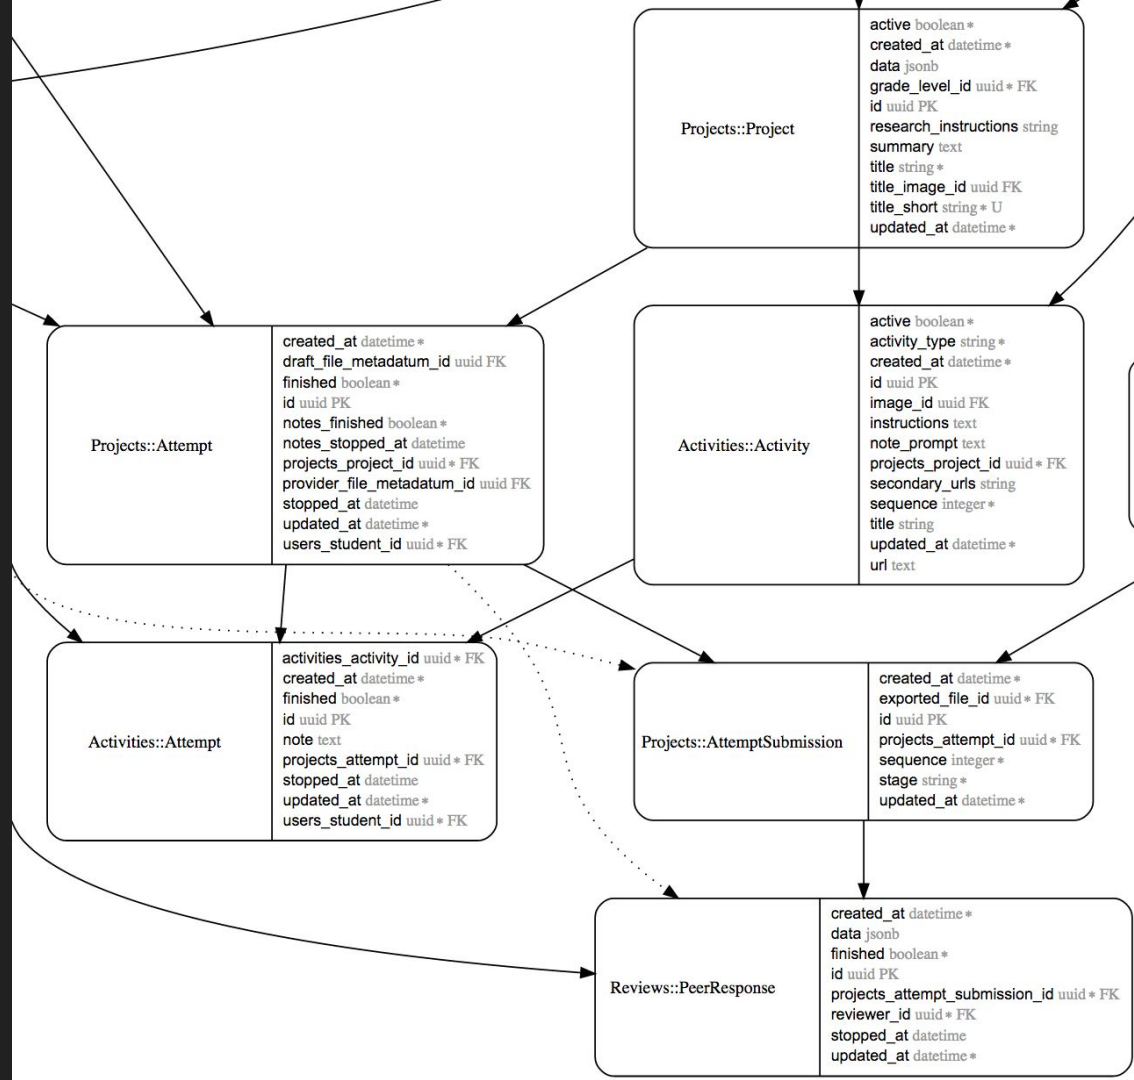 Projects::Project
active boolean *
created_at datetime *
data jsonb
grade_level_id uuid * FK
id uuid PK
research_instructions string
summary text
title string *
title_image_id uuid FK
title_short string * U
updated_at datetime *
Projects::Attempt
created_at datetime *
draft_file_metadatum_id uuid FK
finished boolean *
id uuid PK
notes_finished boolean *
notes_stopped_at datetime
projects_project_id uuid * FK
provider_file_metadatum_id uuid FK
stopped_at datetime
updated_at datetime *
users_student_id uuid * FK
Activities::Activity
active boolean *
activity_type string *
created_at datetime *
id uuid PK
image_id uuid FK
instructions text
note_prompt text
projects_project_id uuid * FK
secondary_urls string
sequence integer *
title string
updated_at datetime *
url text
Activities::Attempt
activities_activity_id uuid * FK
created_at datetime *
finished boolean *
id uuid PK
note text
projects_attempt_id uuid * FK
stopped_at datetime
updated_at datetime *
users_student_id uuid * FK
Projects::AttemptSubmission
created_at datetime *
exported_file_id uuid * FK
id uuid PK
projects_attempt_id uuid * FK
sequence integer *
stage string *
updated_at datetime *
Reviews::PeerResponse
created_at datetime *
data jsonb
finished boolean *
id uuid PK
projects_attempt_submission_id uuid * FK
reviewer_id uuid * FK
stopped_at datetime
updated_at datetime *